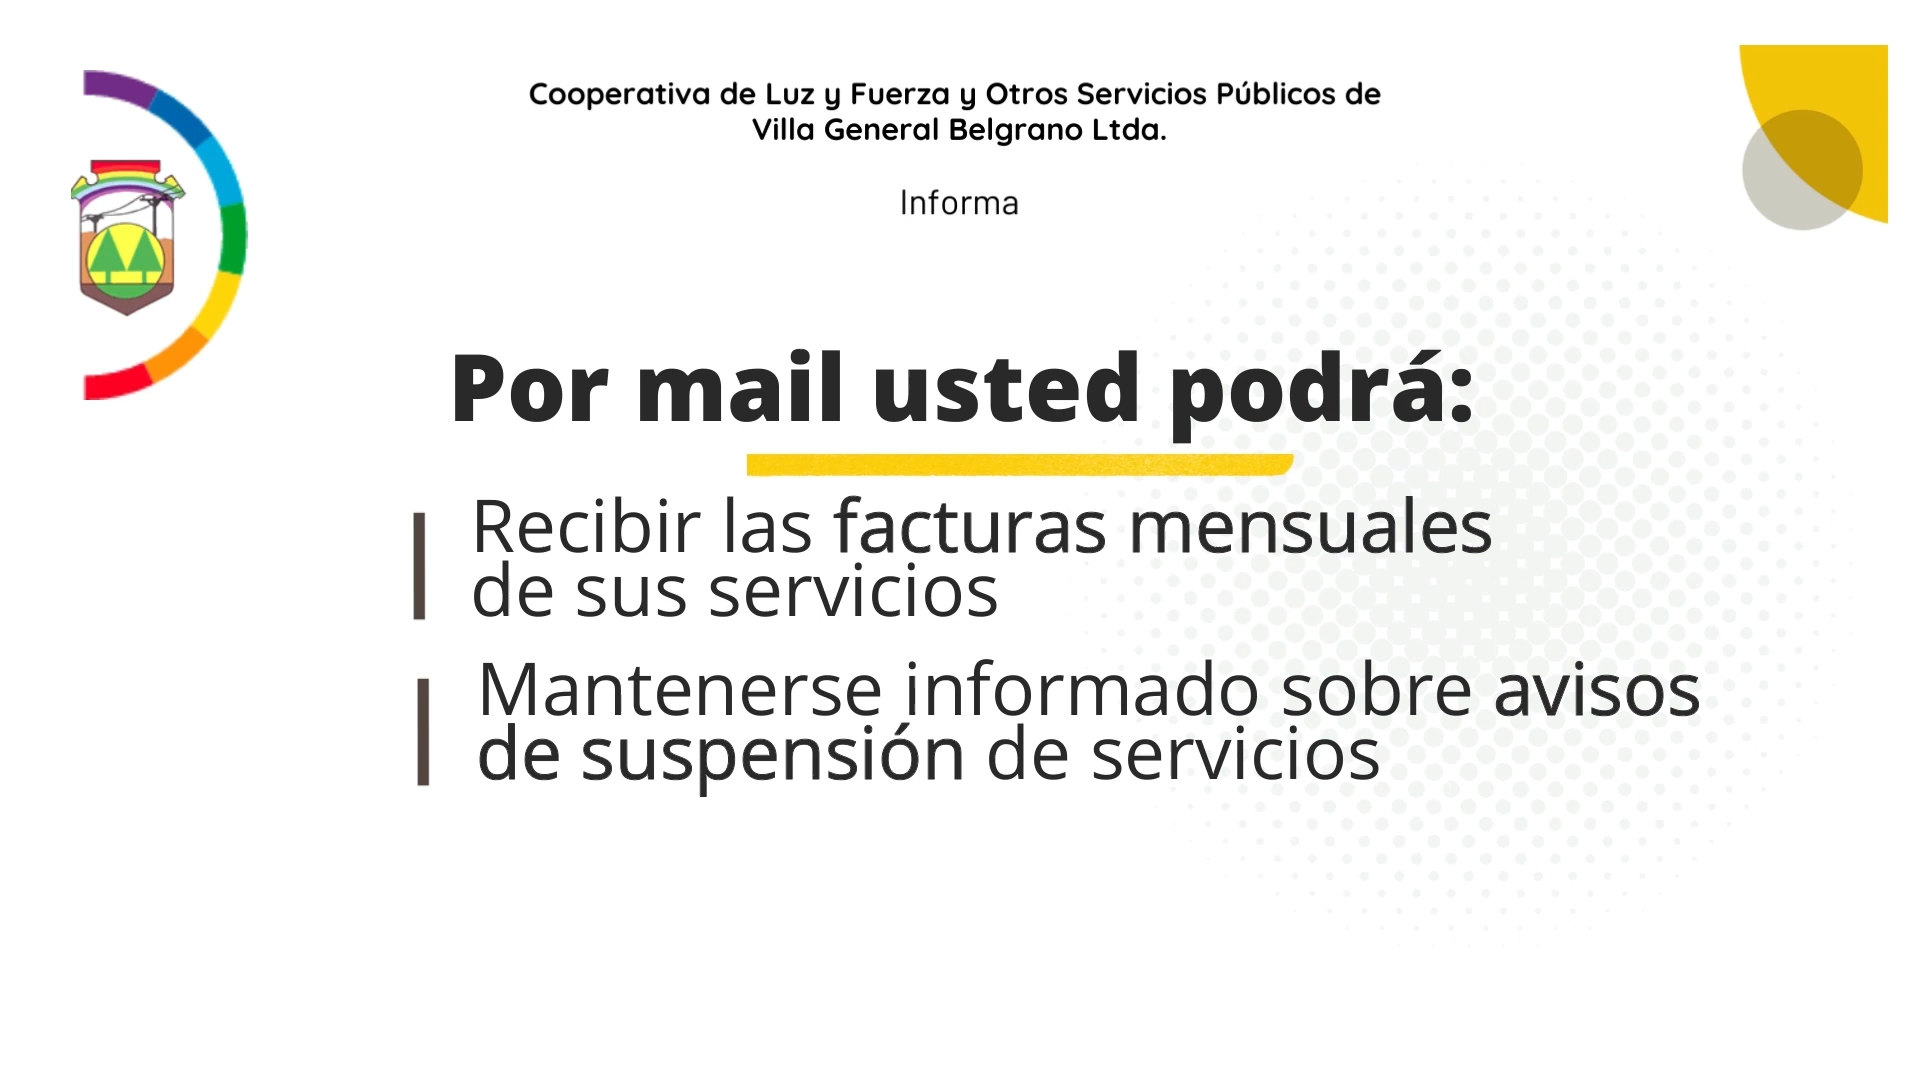 Cooperativa de Luz y Fuerza y Otros Servicios Públicos de
Villa General Belgrano Ltda.
Informa
Por mail usted podrá:
Recibir las facturas mensuales
de sus servicios
Mantenerse informado sobre avisos
de suspensión de servicios